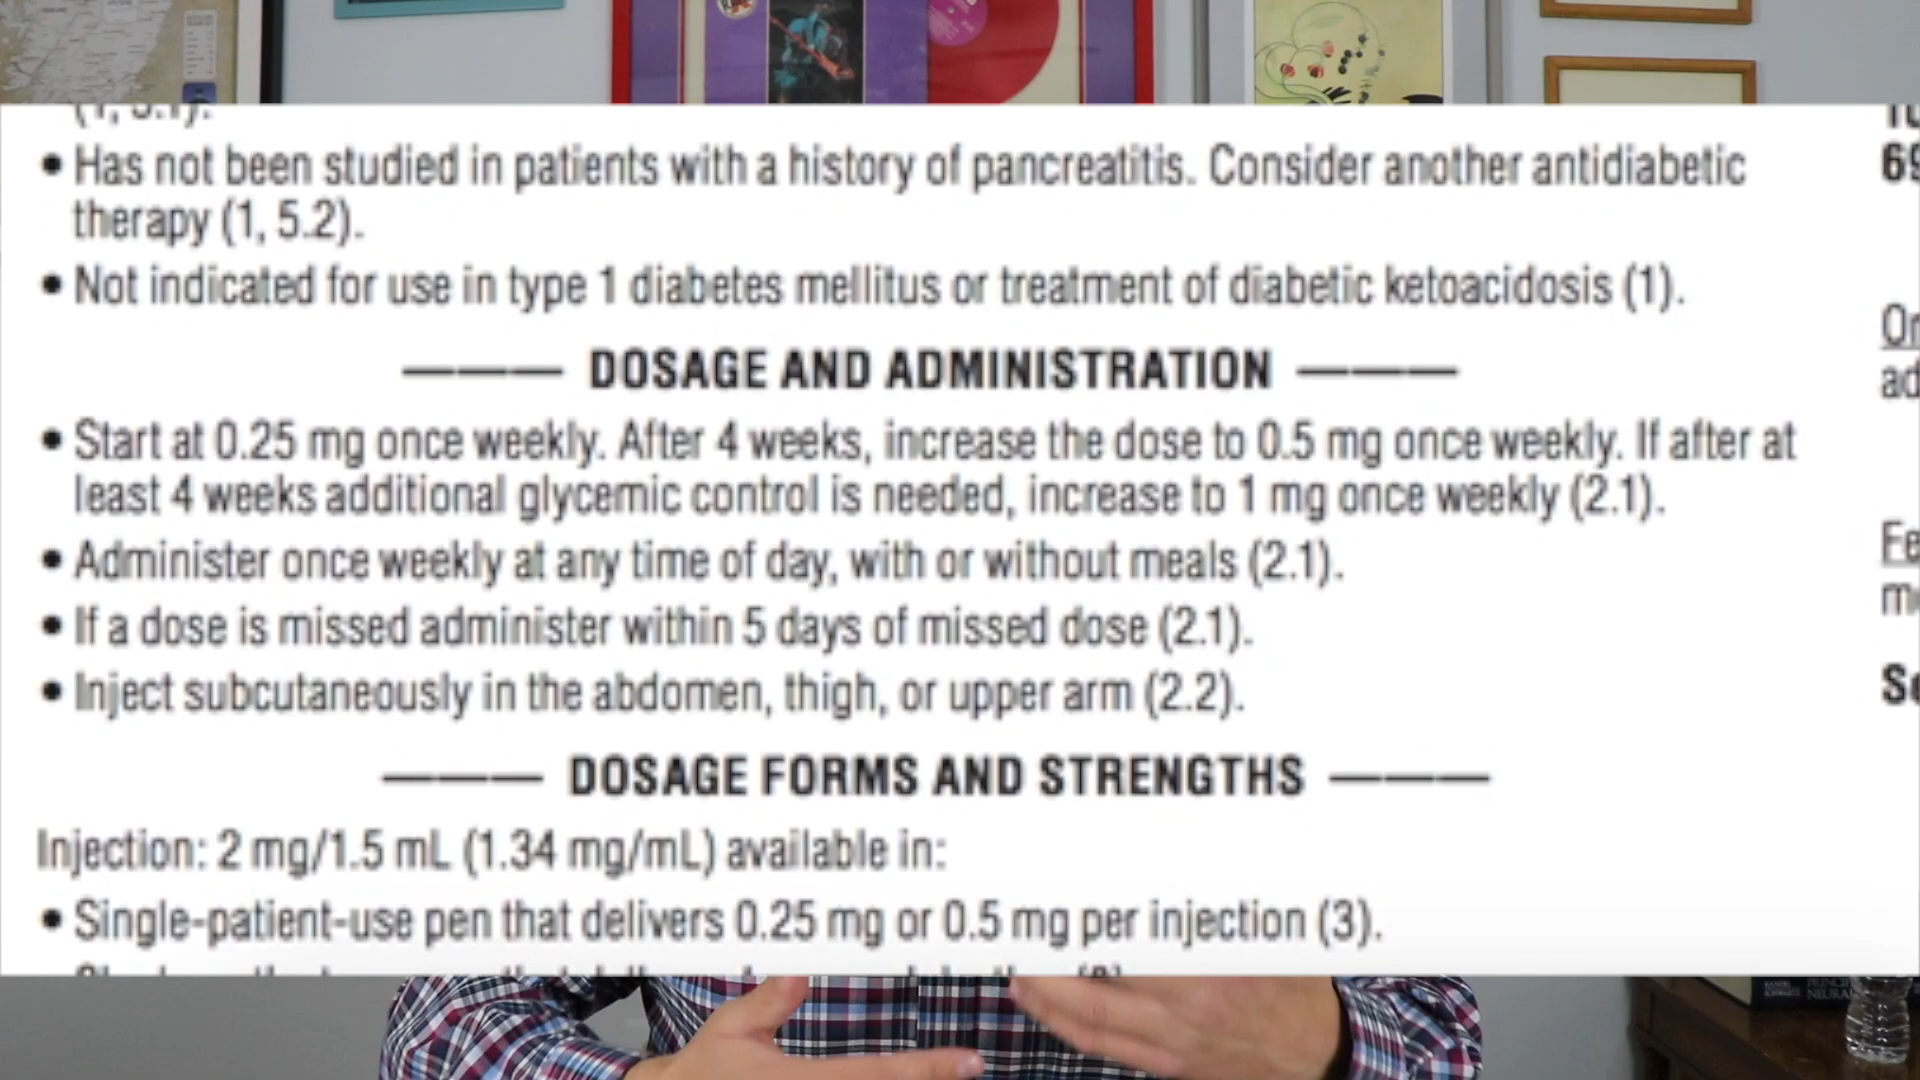 (1, 5.1).
• Has not been studied in patients with a history of pancreatitis. Consider another antidiabetic
therapy (1, 5.2).
• Not indicated for use in type 1 diabetes mellitus or treatment of diabetic ketoacidosis (1).
——— DOSAGE AND ADMINISTRATION ———
• Start at 0.25 mg once weekly. After 4 weeks, increase the dose to 0.5 mg once weekly. If after at
least 4 weeks additional glycemic control is needed, increase to 1 mg once weekly (2.1).
• Administer once weekly at any time of day, with or without meals (2.1).
• If a dose is missed administer within 5 days of missed dose (2.1).
• Inject subcutaneously in the abdomen, thigh, or upper arm (2.2).
——— DOSAGE FORMS AND STRENGTHS ———
Injection: 2 mg/1.5 mL (1.34 mg/mL) available in:
• Single-patient-use pen that delivers 0.25 mg or 0.5 mg per injection (3).